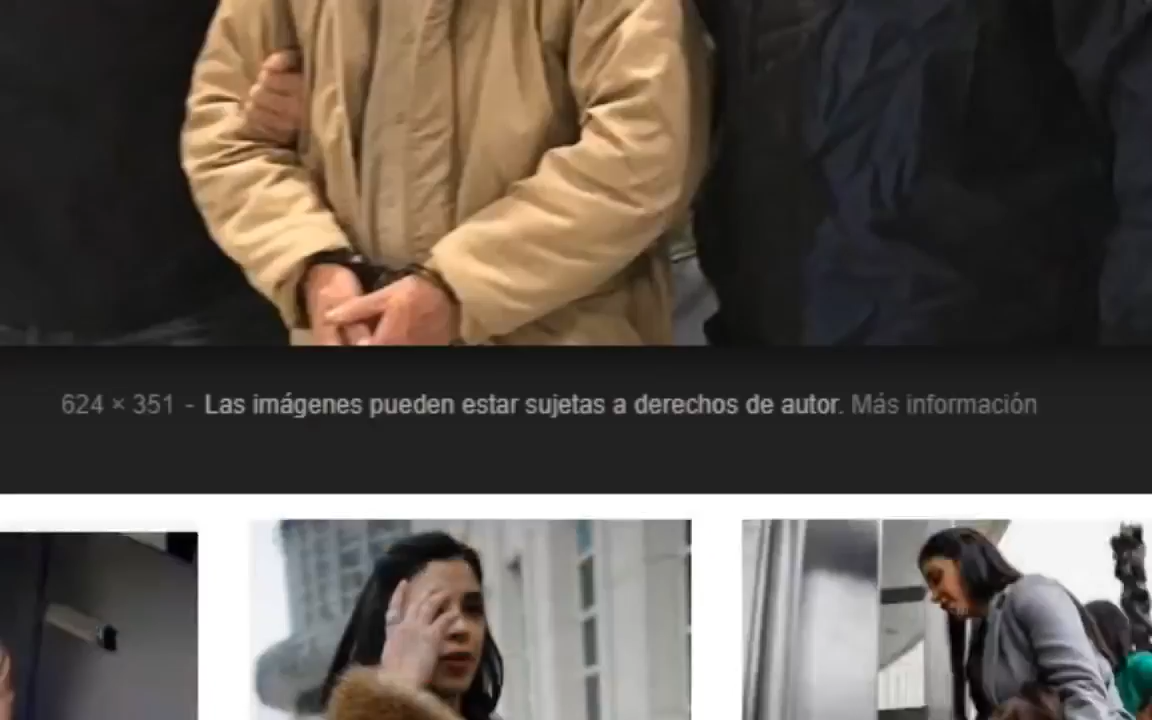 624 × 351 - Las imágenes pueden estar sujetas a derechos de autor. Más información